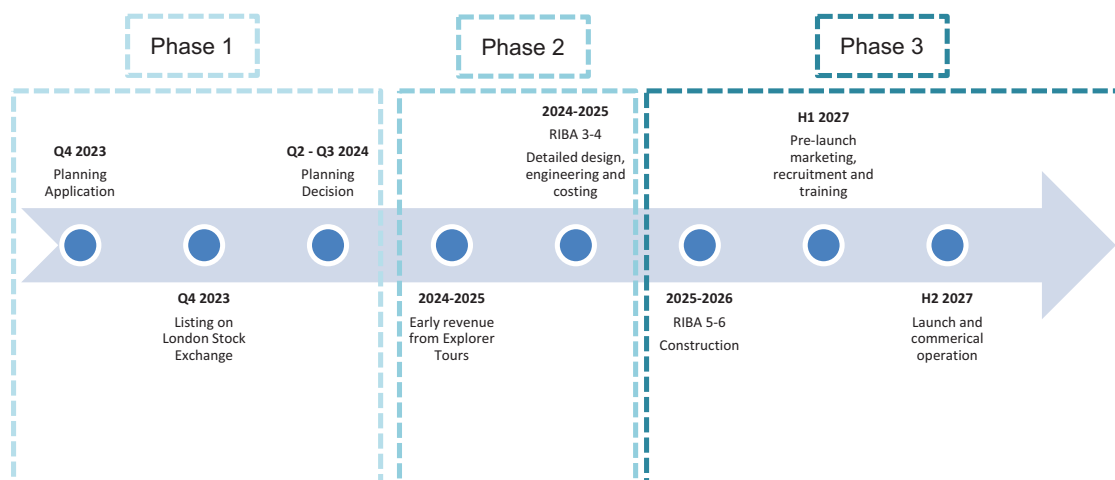 Phase 1
Phase 2
Phase 3
Q4 2023
Planning
Application
Q2 - Q3 2024
Planning
Decision
2024-2025
RIBA 3-4
Detailed design,
engineering and
costing
H1 2027
Pre-launch
marketing,
recruitment and
training
Q4 2023
Listing on
London Stock
Exchange
2024-2025
Early revenue
from Explorer
Tours
2025-2026
RIBA 5-6
Construction
H2 2027
Launch and
commerical
operation